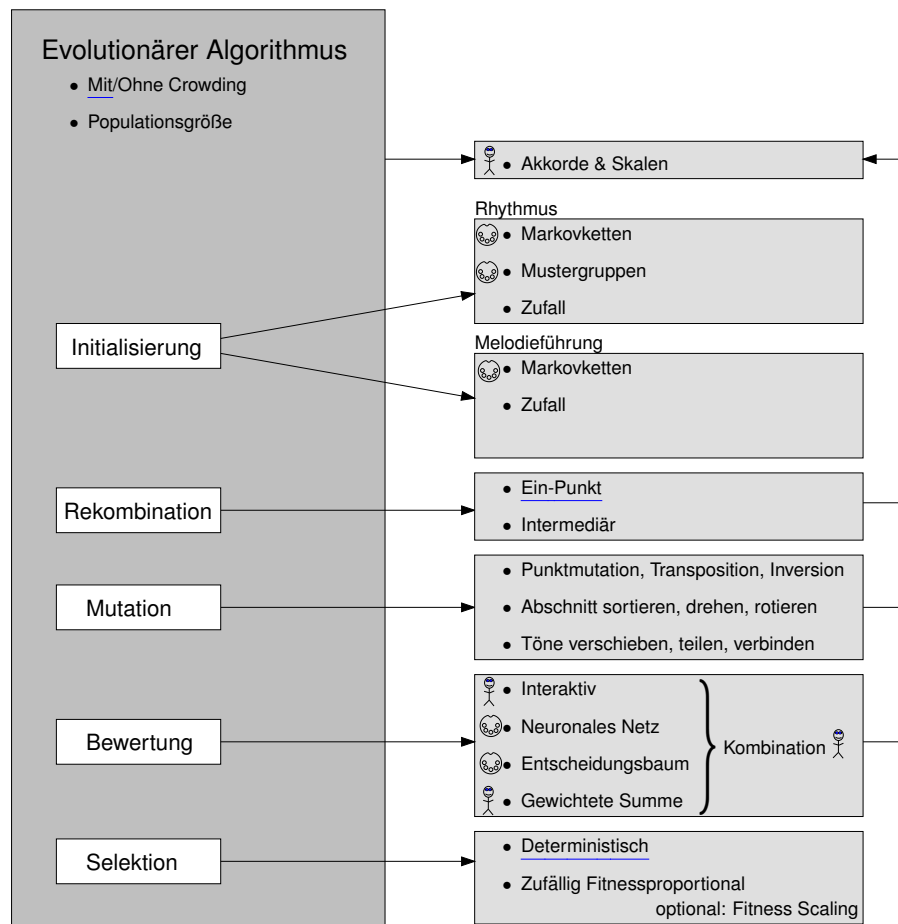 Evolutionärer Algorithmus
• Mit/Ohne Crowding
• Populationsgröße
• Akkorde & Skalen
Rhythmus
• Markovketten
• Mustergruppen
• Zufall
Initialisierung
Melodieführung
• Markovketten
• Zufall
Rekombination
• Ein-Punkt
• Intermediär
Mutation
• Punktmutation, Transposition, Inversion
• Abschnitt sortieren, drehen, rotieren
• Töne verschieben, teilen, verbinden
Bewertung
• Interaktiv
• Neuronales Netz
• Entscheidungsbaum
• Gewichtete Summe
Kombination
Selektion
• Deterministisch
• Zufällig Fitnessproportional
optional: Fitness Scaling